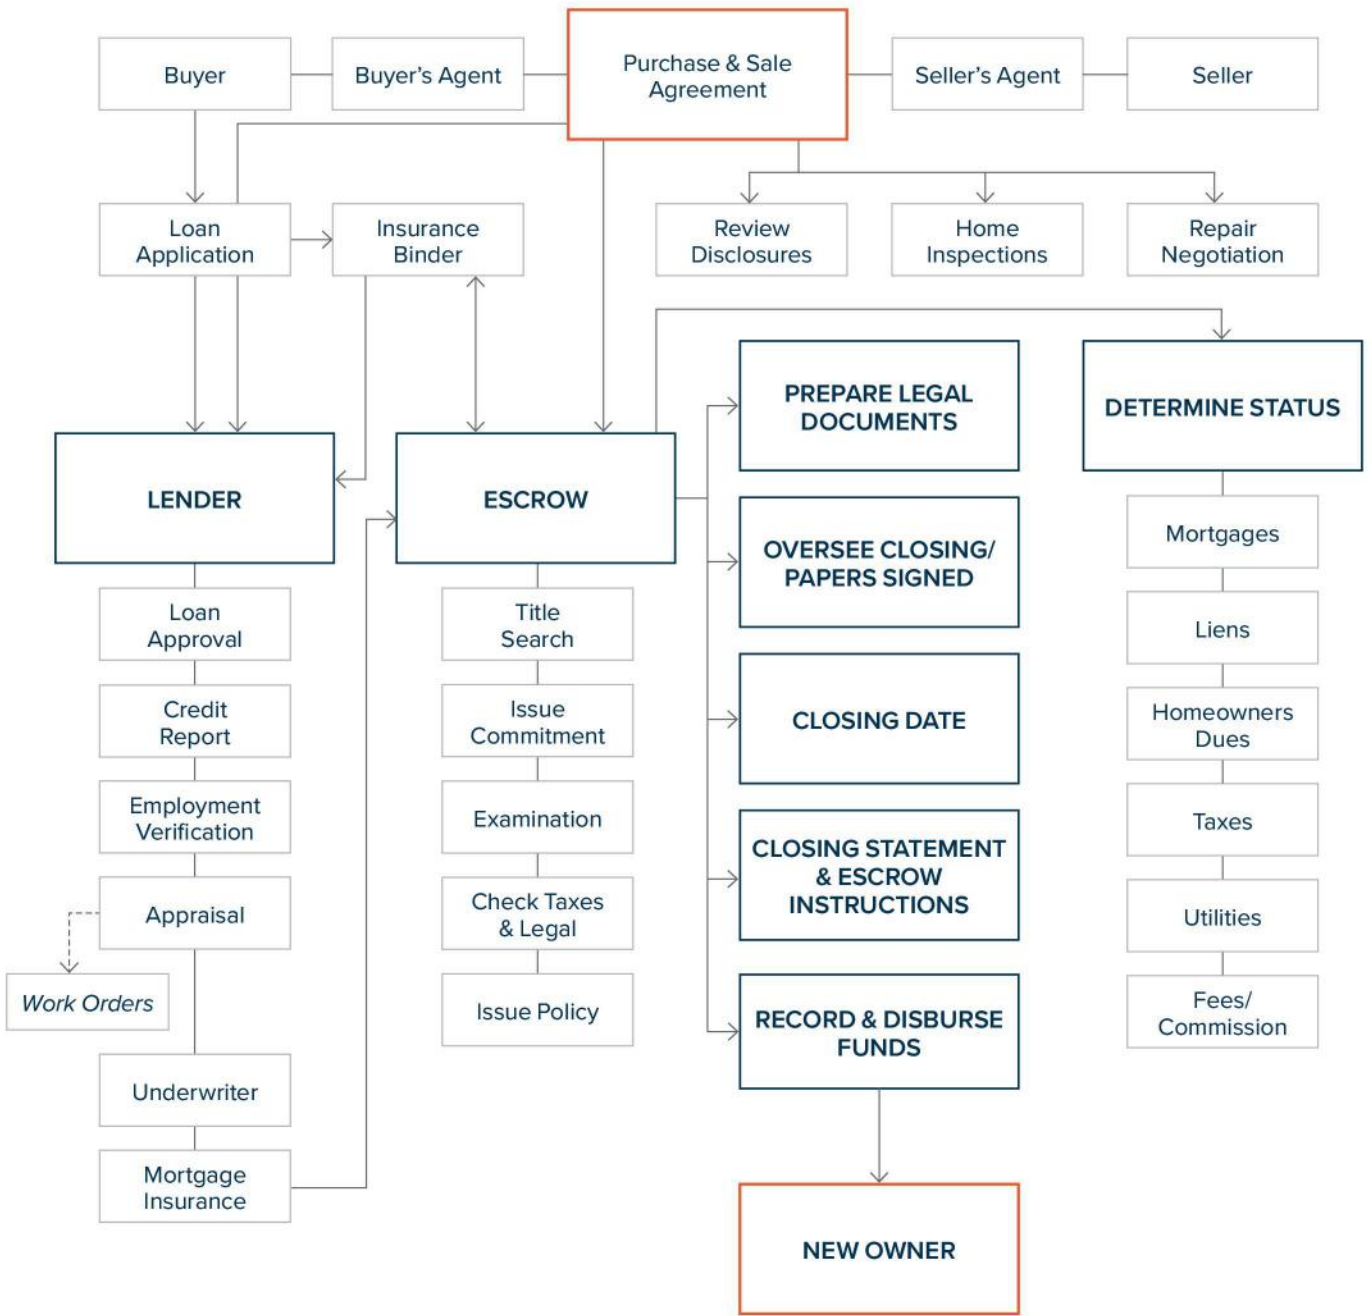 Buyer
Buyer's Agent
Purchase & Sale
Agreement
Seller's Agent
Seller
Loan
Application
Insurance
Binder
Review
Disclosures
Home
Inspections
Repair
Negotiation
LENDER
ESCROW
PREPARE LEGAL
DOCUMENTS
DETERMINE STATUS
OVERSEE CLOSING/
PAPERS SIGNED
CLOSING DATE
CLOSING STATEMENT
& ESCROW
INSTRUCTIONS
RECORD & DISBURSE
FUNDS
NEW OWNER
Loan
Approval
Credit
Report
Employment
Verification
Appraisal
Work Orders
Underwriter
Mortgage
Insurance
Title
Search
Issue
Commitment
Examination
Check Taxes
& Legal
Issue Policy
Mortgages
Liens
Homeowners
Dues
Taxes
Utilities
Fees/
Commission